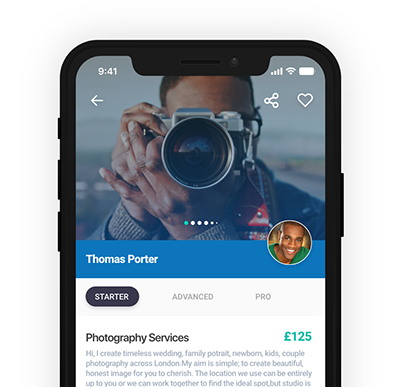 9:41
Thomas Porter
STARTER ADVANCED PRO
Photography Services £125
Hi, I create timeless wedding, family potrait, newborn, kids, couple
photography across London.My aim is simple; to create beautiful,
honest image for you to cherish. The location we use can be entirely
up to you or we can work together to find the ideal spot,but studio is